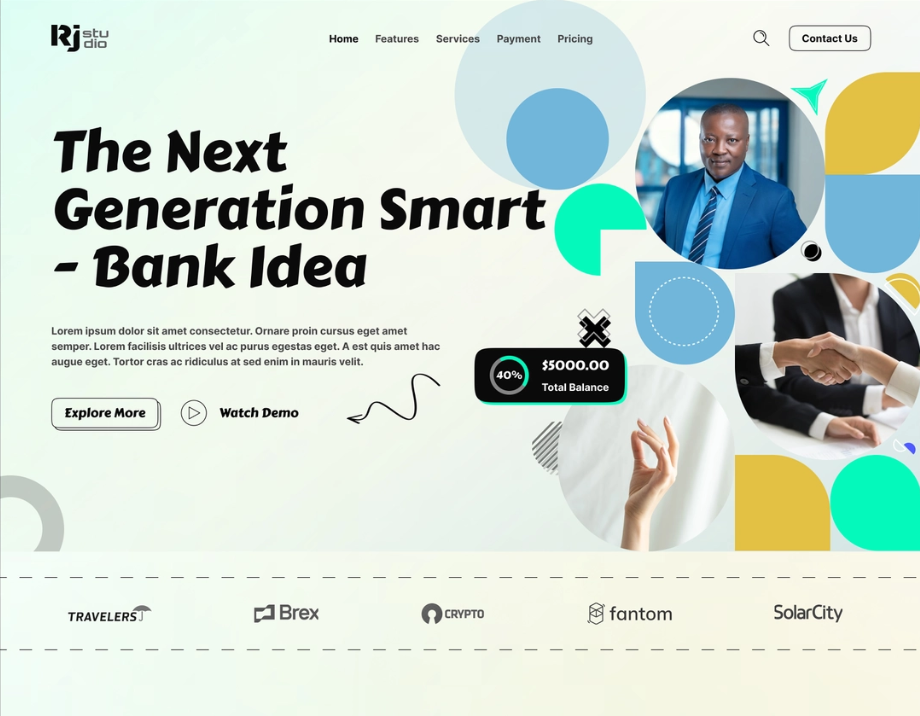 Rj stu
dio
Home Features Services Payment Pricing
Contact Us
The Next
Generation Smart
- Bank Idea
Lorem ipsum dolor sit amet consectetur. Ornare proin cursus eget amet
semper. Lorem facilisis ultrices vel ac purus egestas eget. A est quis amet hac
augue eget. Tortor cras ac ridiculus at sed enim in mauris velit.
40%
$5000.00
Total Balance
Explore More
Watch Demo
TRAVELERS
Brex
CRYPTO
fantom
SolarCity